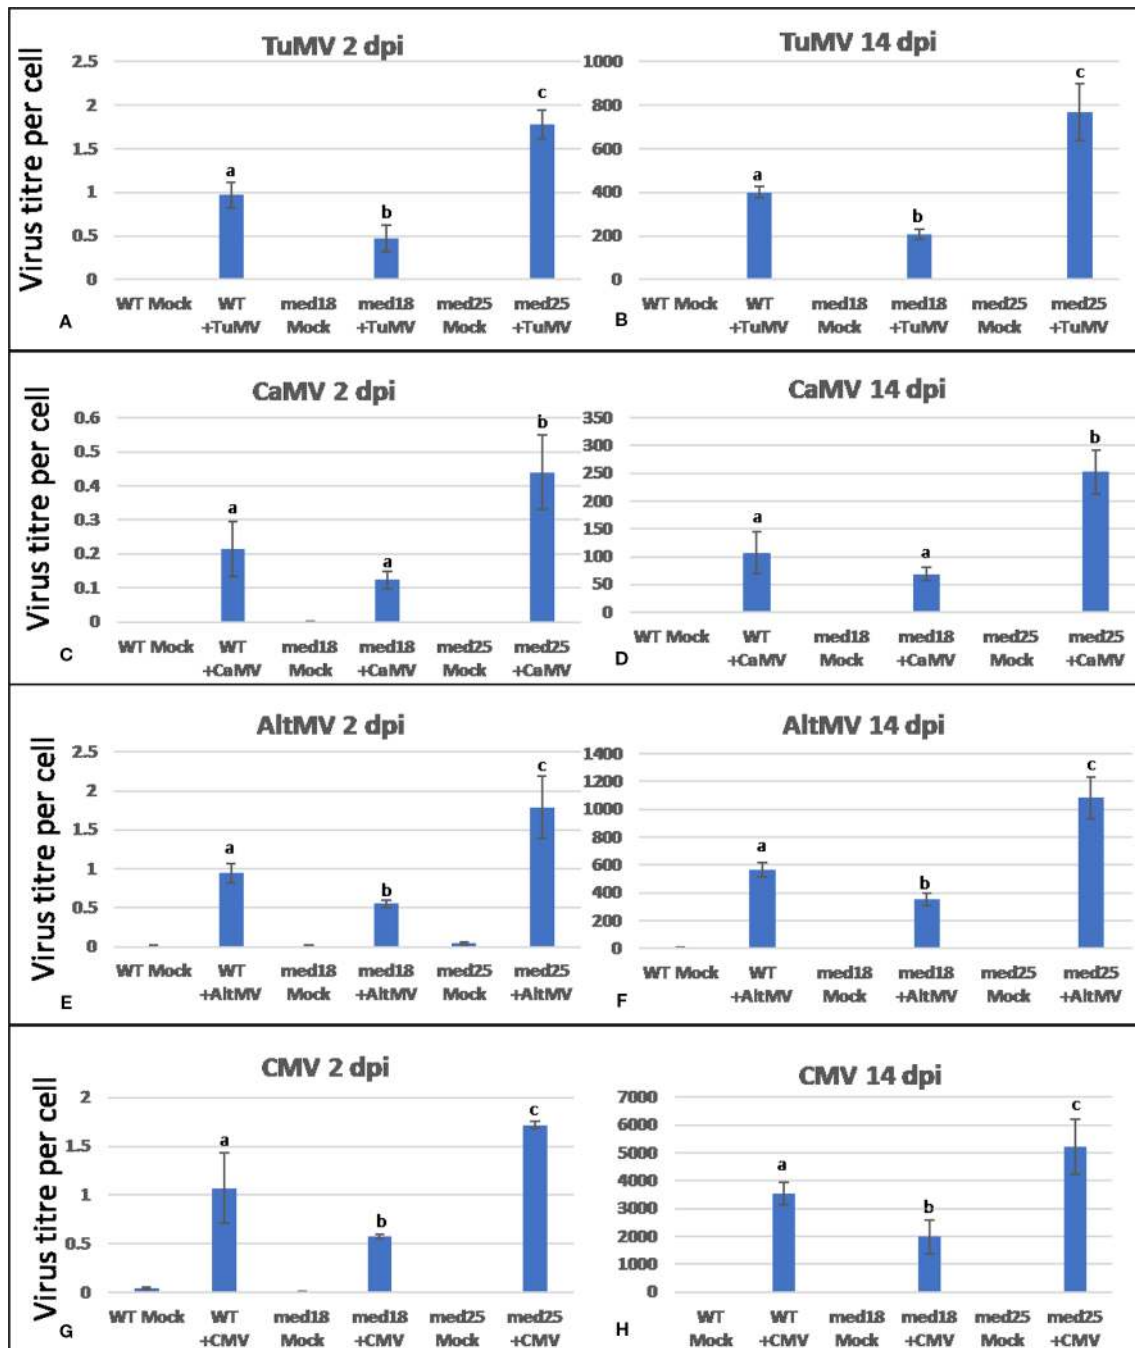 TuMV 2 dpi
Virus titre per cell
2.5
2
1.5
1
0.5
0
a
b
c
WT Mock
WT
+TuMV
med18
Mock
med18
+TuMV
med25
Mock
med25
+TuMV
A
TuMV 14 dpi
1000
800
600
400
200
0
a
b
c
WT Mock
WT
+TuMV
med18
Mock
med18
+TuMV
med25
Mock
med25
+TuMV
B
CaMV 2 dpi
Virus titre per cell
0.6
0.5
0.4
0.3
0.2
0.1
0
a
a
b
WT Mock
WT
+CaMV
med18
Mock
med18
+CaMV
med25
Mock
med25
+CaMV
C
CaMV 14 dpi
350
300
250
200
150
100
50
0
a
a
b
WT Mock
WT
+CaMV
med18
Mock
med18
+CaMV
med25
Mock
med25
+CaMV
D
AltMV 2 dpi
Virus titre per cell
2.5
2
1.5
1
0.5
0
a
b
c
WT Mock
WT
+AltMV
med18
Mock
med18
+AltMV
med25
Mock
med25
+AltMV
E
AltMV 14 dpi
1400
1200
1000
800
600
400
200
0
a
b
c
WT Mock
WT
+AltMV
med18
Mock
med18
+AltMV
med25
Mock
med25
+AltMV
F
CMV 2 dpi
Virus titre per cell
2
1.5
1
0.5
0
a
b
c
WT Mock
WT
+CMV
med18
Mock
med18
+CMV
med25
Mock
med25
+CMV
G
CMV 14 dpi
7000
6000
5000
4000
3000
2000
1000
0
a
b
c
WT
Mock
WT
+CMV
med18
Mock
med18
+CMV
med25
Mock
med25
+CMV
H